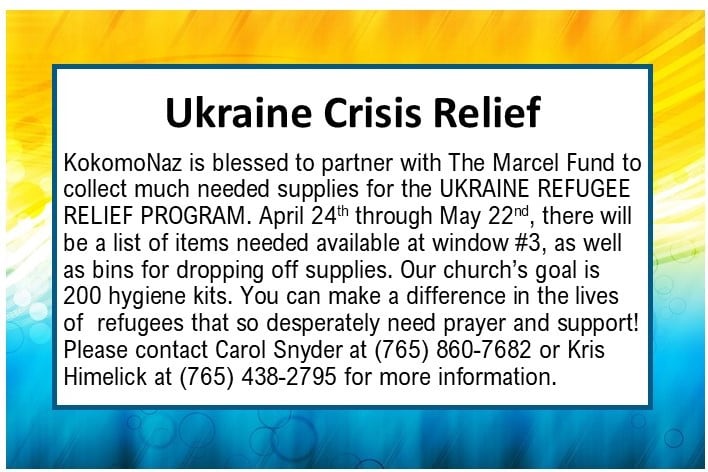 Ukraine Crisis Relief
KokomoNaz is blessed to partner with The Marcel Fund to
collect much needed supplies for the UKRAINE REFUGEE
RELIEF PROGRAM. April 24th through May 22nd, there will
be a list of items needed available at window #3, as well
as bins for dropping off supplies. Our church’s goal is
200 hygiene kits. You can make a difference in the lives
of  refugees that so desperately need prayer and support!
Please contact Carol Snyder at (765) 860-7682 or Kris
Himelick at (765) 438-2795 for more information.